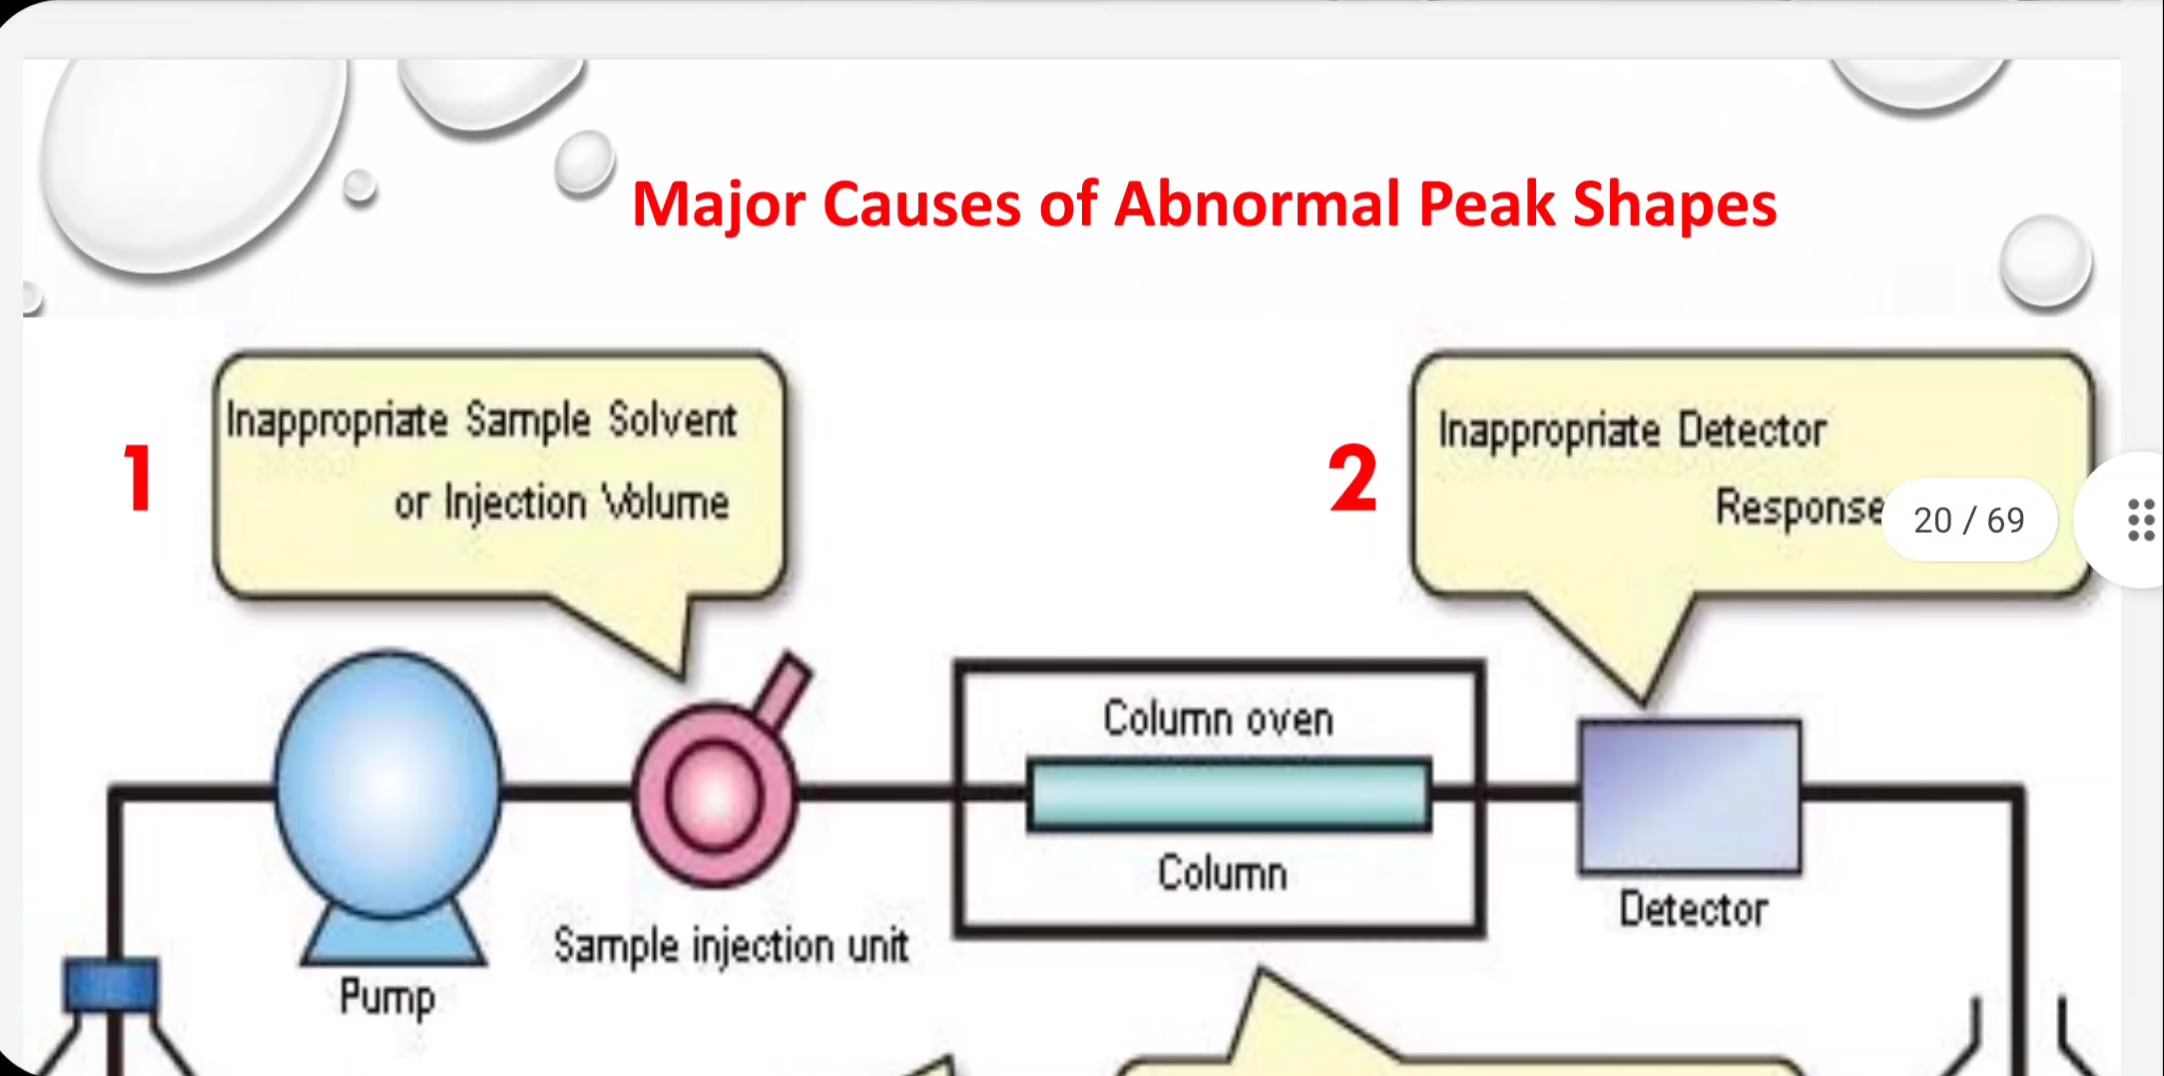 Major Causes of Abnormal Peak Shapes
1
Inappropriate Sample Solvent
or Injection Volume
2
Inappropriate Detector
Response
20 / 69
Column oven
Column
Detector
Sample injection unit
Pump